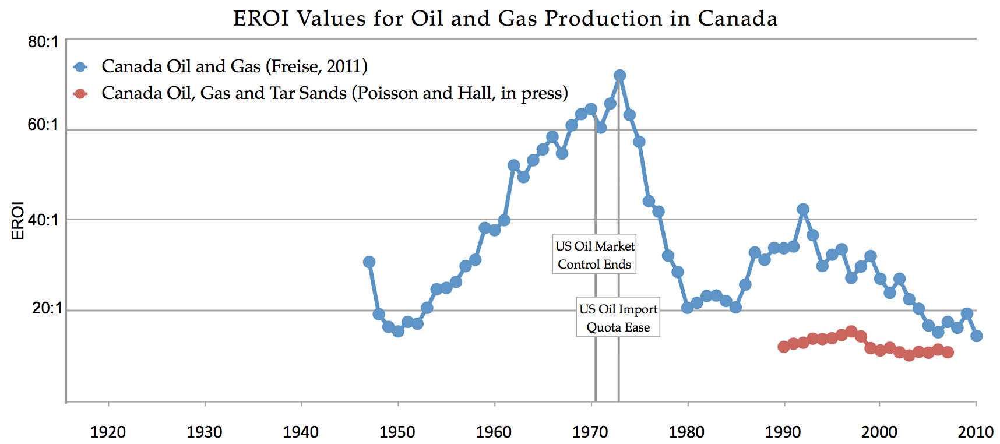 EROI Values for Oil and Gas Production in Canada
80:1
Canada Oil and Gas (Freise, 2011)
Canada Oil, Gas and Tar Sands (Poisson and Hall, in press)
60:1
EROI
40:1
US Oil Market
Control Ends
20:1
US Oil Import
Quota Ease
1920 1930 1940 1950 1960 1970 1980 1990 2000 2010